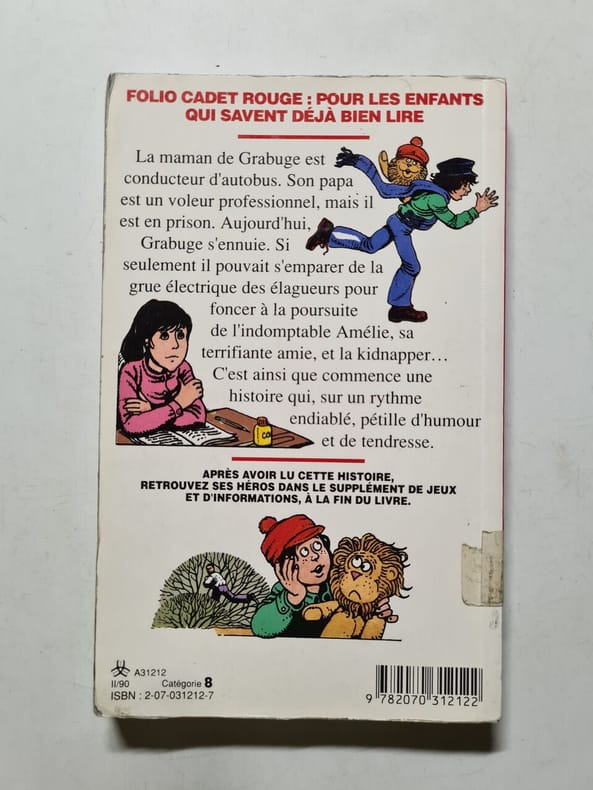 FOLIO CADET ROUGE : POUR LES ENFANTS
QUI SAVENT DÉJÀ BIEN LIRE
La maman de Grabuge est
conducteur d'autobus. Son papa
est un voleur professionnel, mais il
est en prison. Aujourd'hui,
Grabuge s'ennuie. Si
seulement il pouvait s'emparer de la
grue électrique des élagueurs pour
foncer à la poursuite
de l'indomptable Amélie, sa
terrifiante amie, et la kidnapper…
C'est ainsi que commence une
histoire qui, sur un rythme
endiablé, pétille d'humour
et de tendresse.
APRÈS AVOIR LU CETTE HISTOIRE,
RETROUVEZ SES HÉROS DANS LE SUPPLÉMENT DE JEUX
ET D'INFORMATIONS, À LA FIN DU LIVRE.
A31212
II/90 Catégorie 8
ISBN : 2-07-031212-7
9 782070 312122